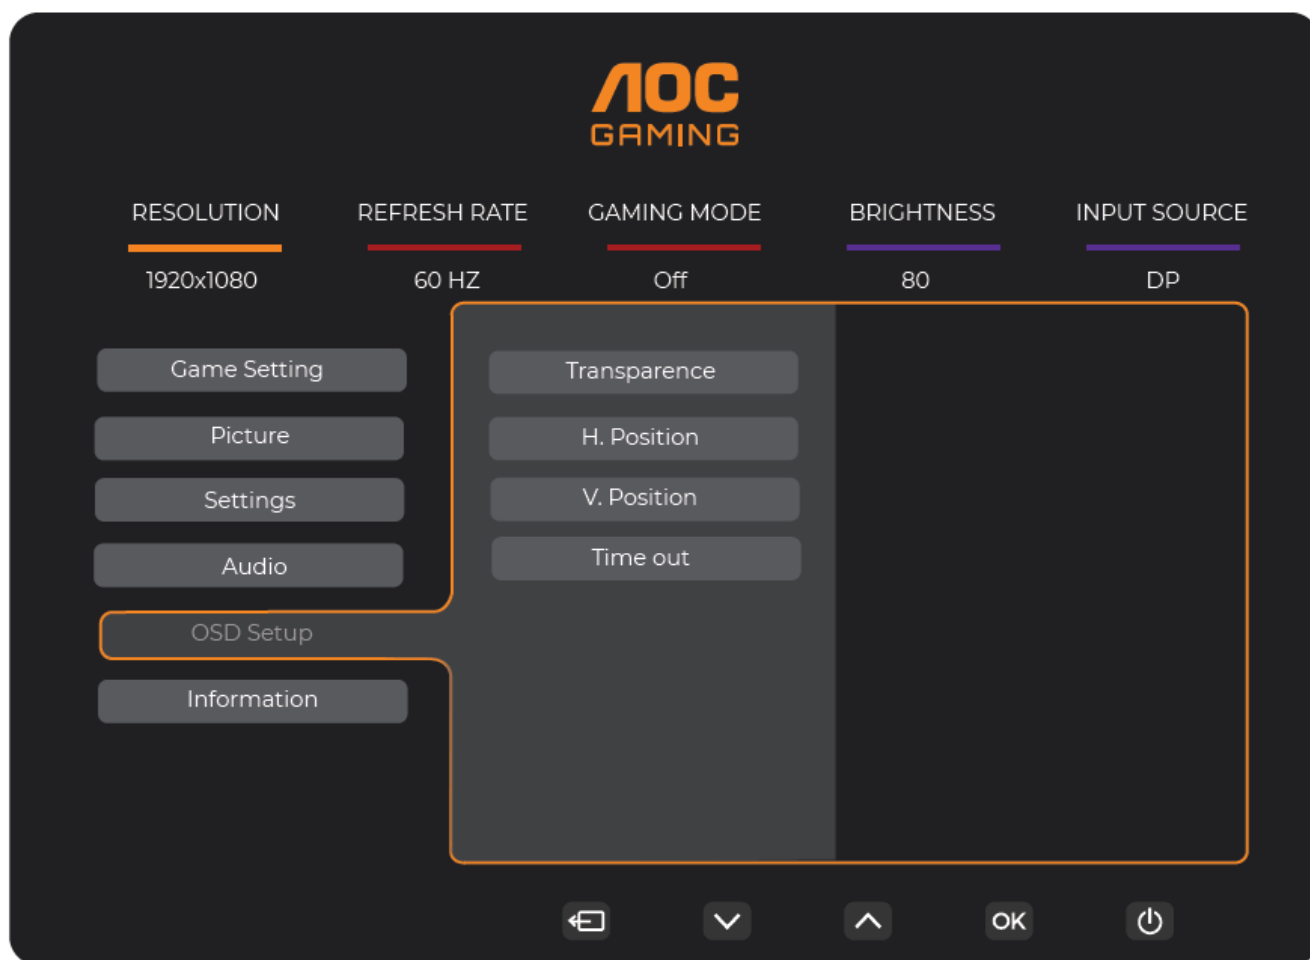 AOC
GAMING
RESOLUTION REFRESH RATE GAMING MODE BRIGHTNESS INPUT SOURCE
1920x1080 60 HZ Off 80 DP
Game Setting Transparence
Picture H. Position
Settings V. Position
Audio Time out
OSD Setup
Information
OK